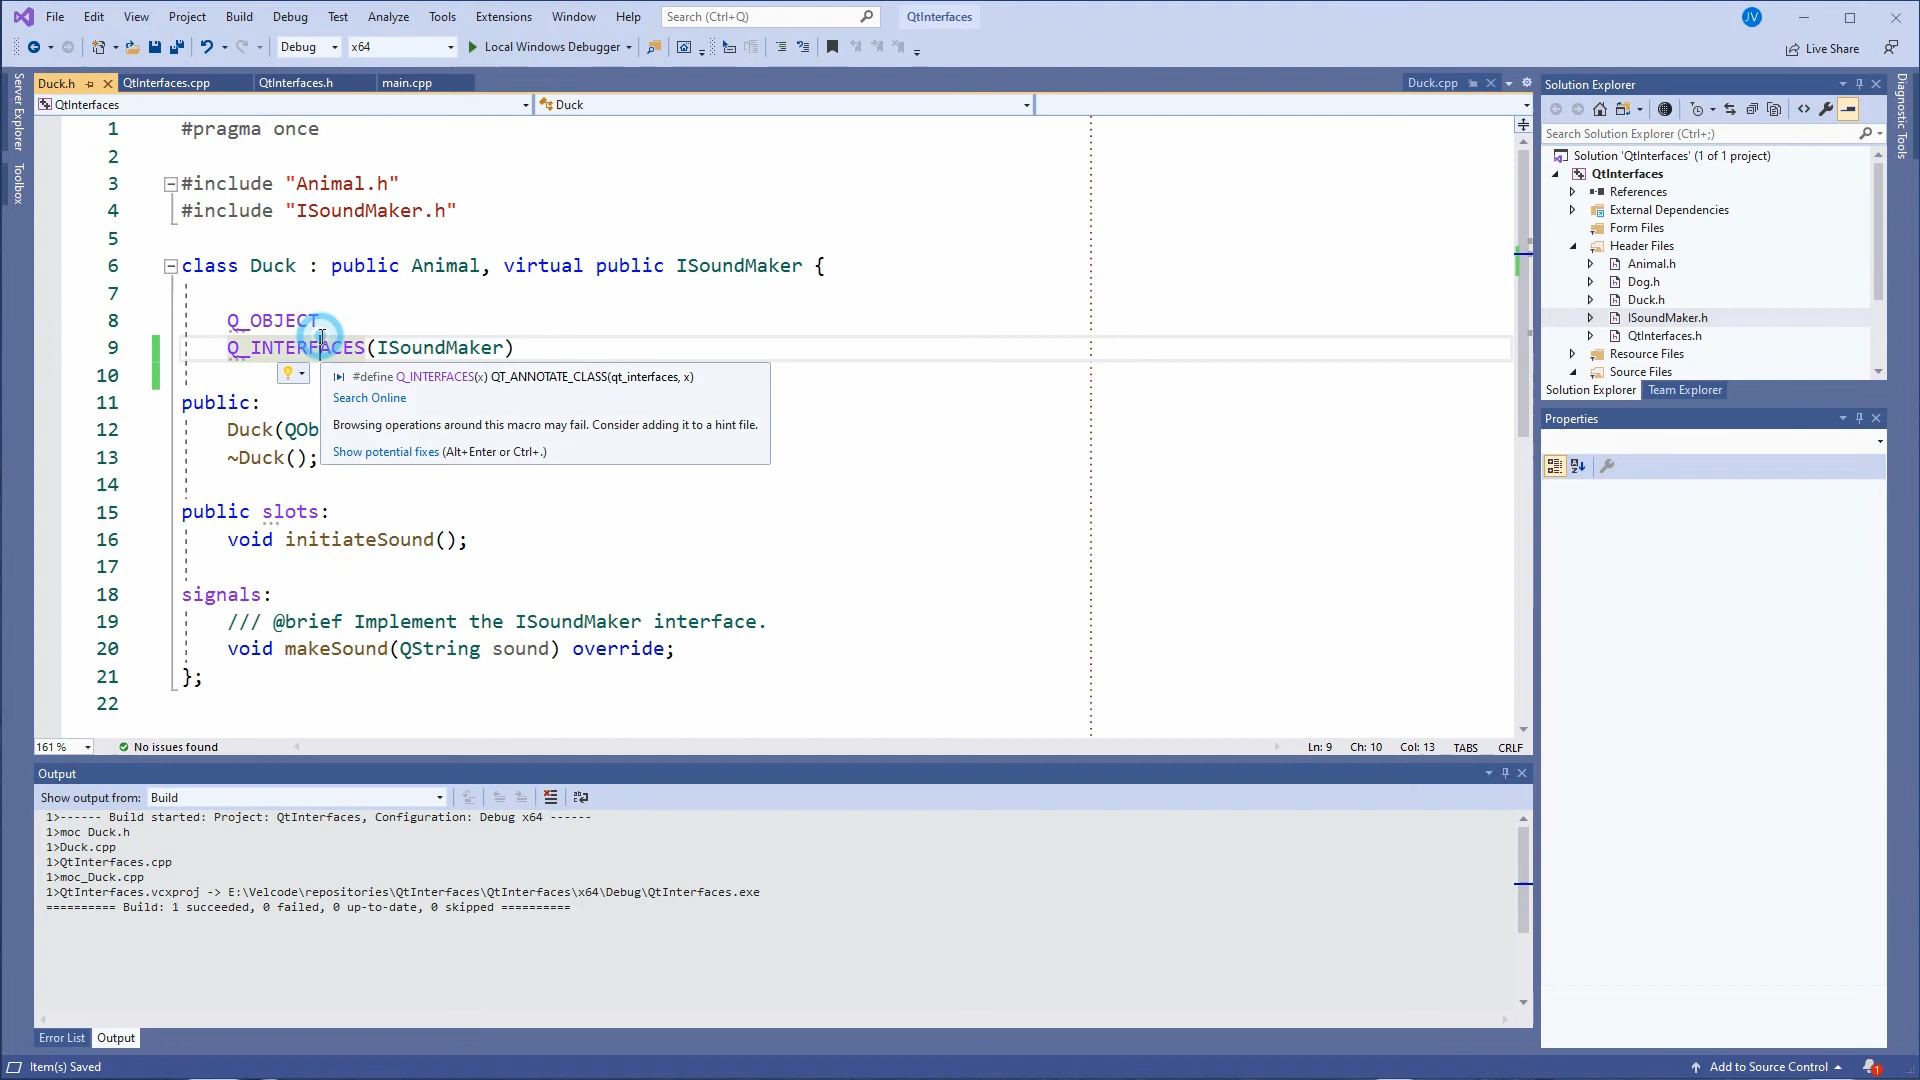 File Edit View Project Build Debug Test Analyze Tools Extensions Window Help Search (Ctrl+Q) QtInterfaces JV
Debug x64 Local Windows Debugger Live Share
Server Explorer
Toolbox
Duck.h QtInterfaces.cpp QtInterfaces.h main.cpp Duck.cpp
QtInterfaces Duck
1 #pragma once
2
3 #include "Animal.h"
4 #include "ISoundMaker.h"
5
6 class Duck : public Animal, virtual public ISoundMaker {
7
8 Q_OBJECT
9 Q_INTERFACES(ISoundMaker)
10
#define Q_INTERFACES(x) QT_ANNOTATE_CLASS(qt_interfaces, x)
Search Online
Browsing operations around this macro may fail. Consider adding it to a hint file.
Show potential fixes (Alt+Enter or Ctrl+.)
11 public:
12 Duck(QOb
13 ~Duck();
14
15 public slots:
16 void initiateSound();
17
18 signals:
19 /// @brief Implement the ISoundMaker interface.
20 void makeSound(QString sound) override;
21 };
22
161 % No issues found Ln: 9 Ch: 10 Col: 13 TABS CRLF
Output
Show output from: Build
1>------ Build started: Project: QtInterfaces, Configuration: Debug x64 ------
1>moc Duck.h
1>Duck.cpp
1>QtInterfaces.cpp
1>moc_Duck.cpp
1>QtInterfaces.vcxproj -> E:\Velcode\repositories\QtInterfaces\QtInterfaces\x64\Debug\QtInterfaces.exe
========== Build: 1 succeeded, 0 failed, 0 up-to-date, 0 skipped ==========
Error List Output
Item(s) Saved Add to Source Control 1
Solution Explorer
Search Solution Explorer (Ctrl+;)
Solution 'QtInterfaces' (1 of 1 project)
QtInterfaces
References
External Dependencies
Form Files
Header Files
Animal.h
Dog.h
Duck.h
ISoundMaker.h
QtInterfaces.h
Resource Files
Source Files
Solution Explorer Team Explorer
Properties
Diagnostic Tools